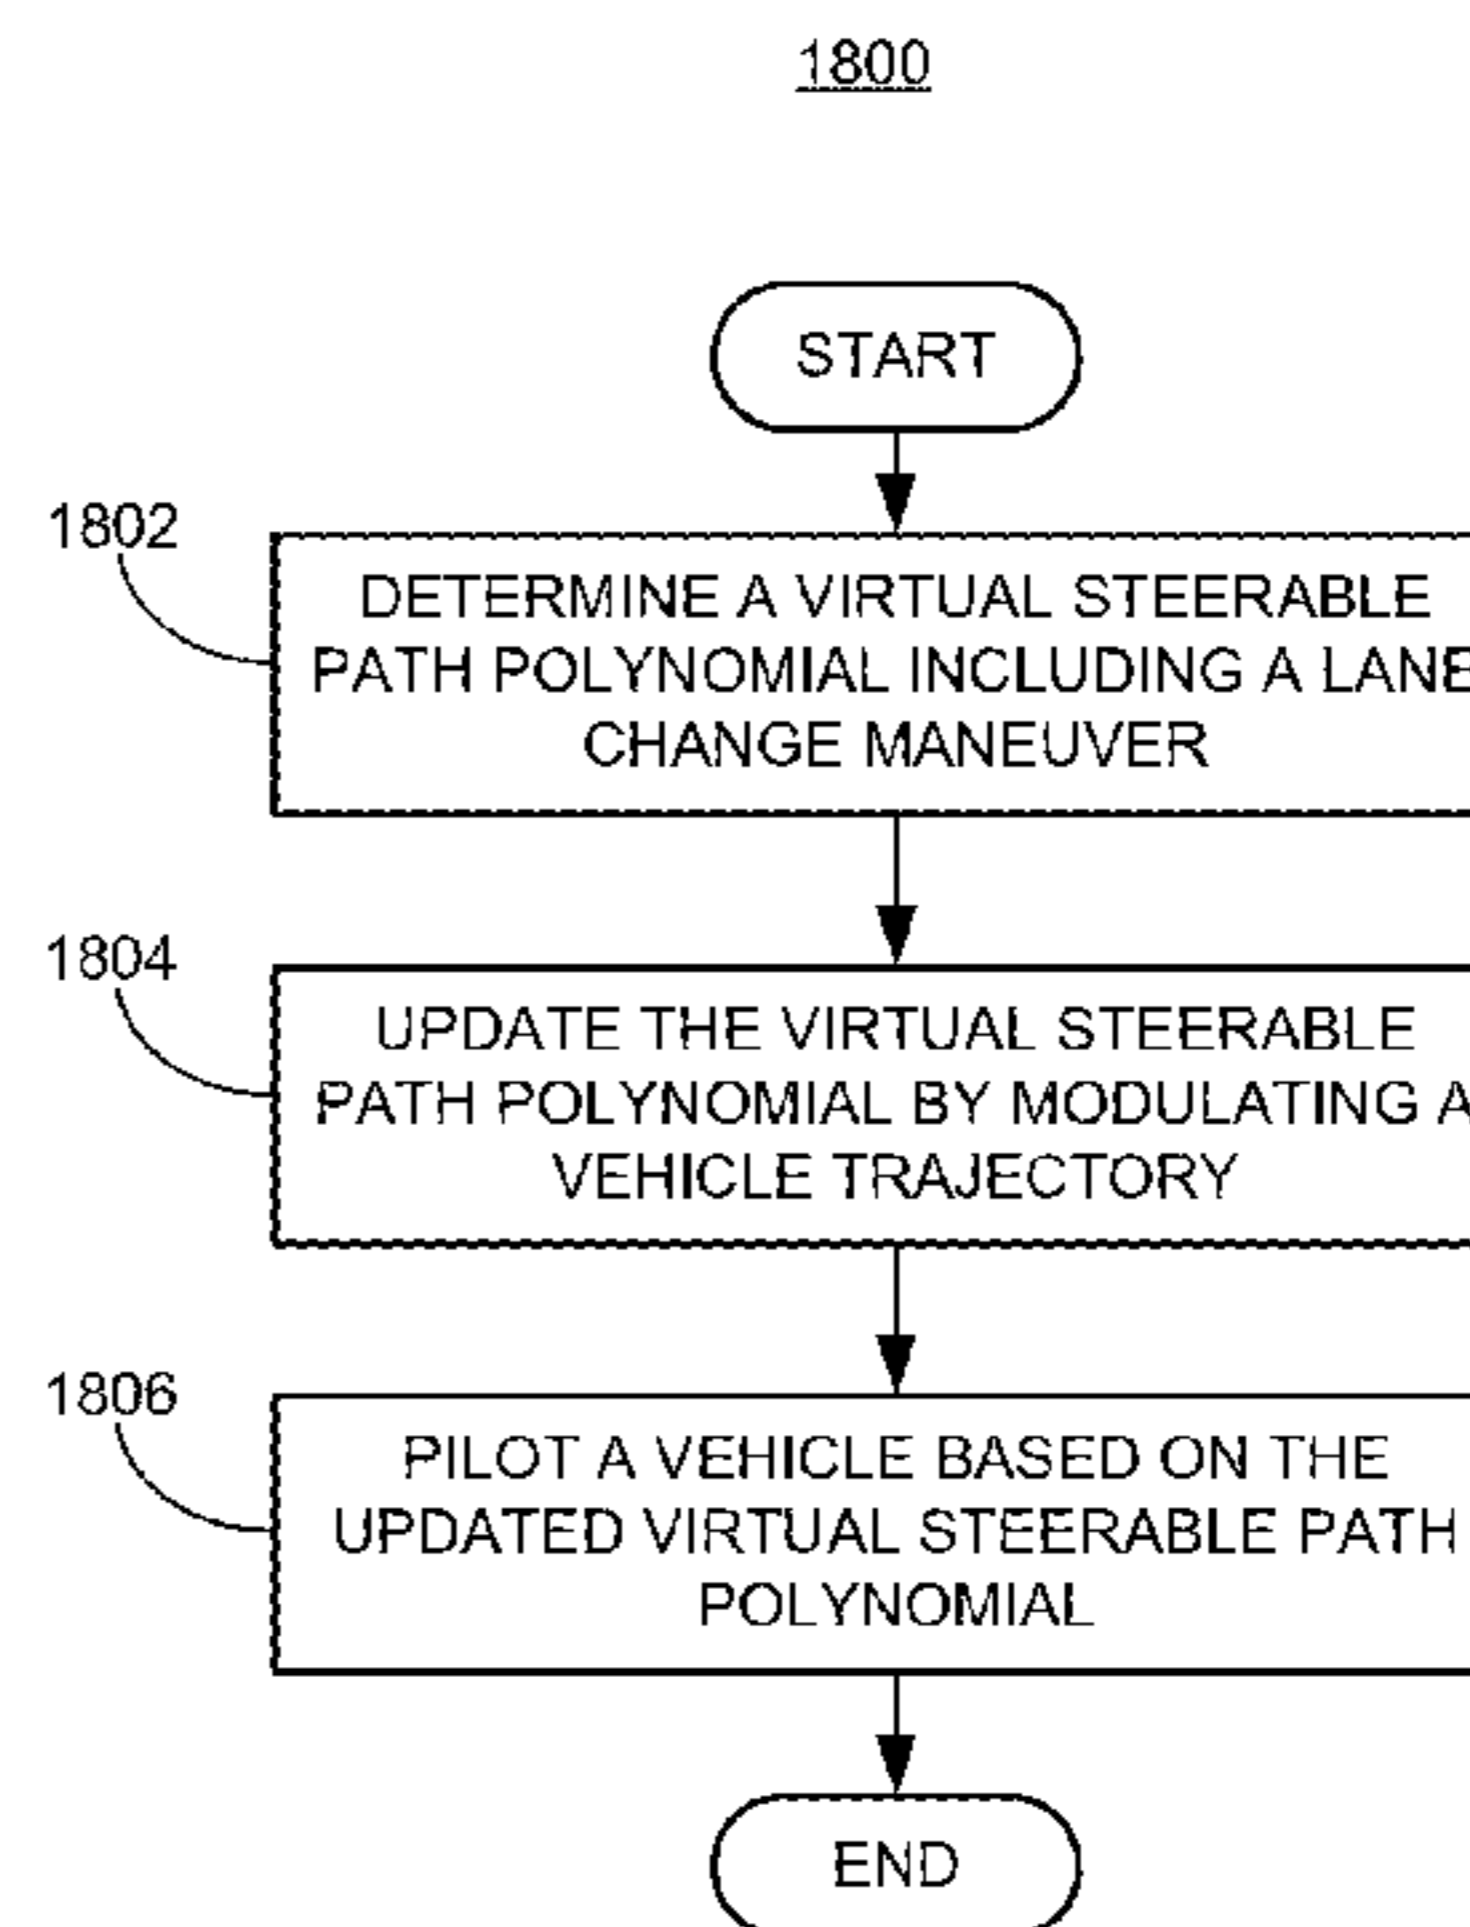 1800
START
1802
DETERMINE A VIRTUAL STEERABLE
PATH POLYNOMIAL INCLUDING A LANE
CHANGE MANEUVER
1804
UPDATE THE VIRTUAL STEERABLE
PATH POLYNOMIAL BY MODULATING A
VEHICLE TRAJECTORY
1806
PILOT A VEHICLE BASED ON THE
UPDATED VIRTUAL STEERABLE PATH
POLYNOMIAL
END